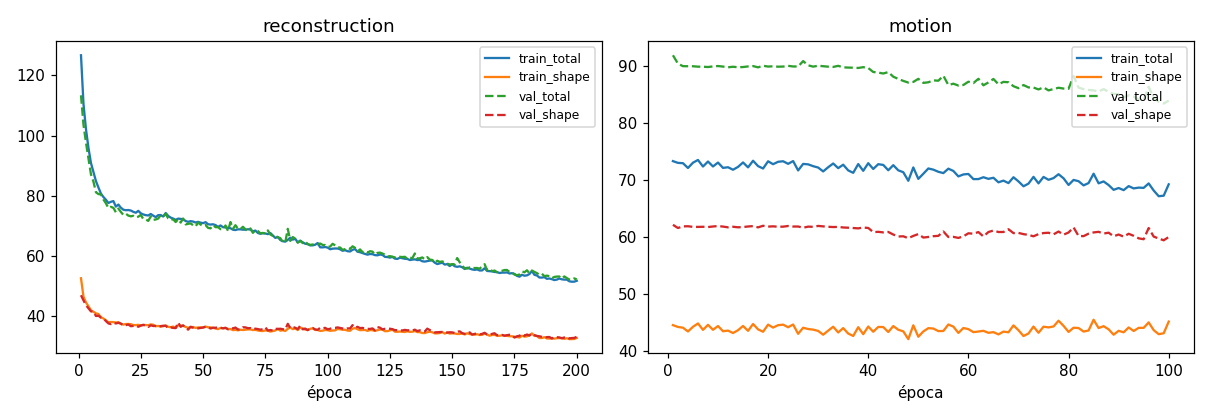 reconstruction
train_total
train_shape
val_total
val_shape
120
100
80
60
40
0 25 50 75 100 125 150 175 200
época
motion
train_total
train_shape
val_total
val_shape
90
80
70
60
50
40
0 20 40 60 80 100
época